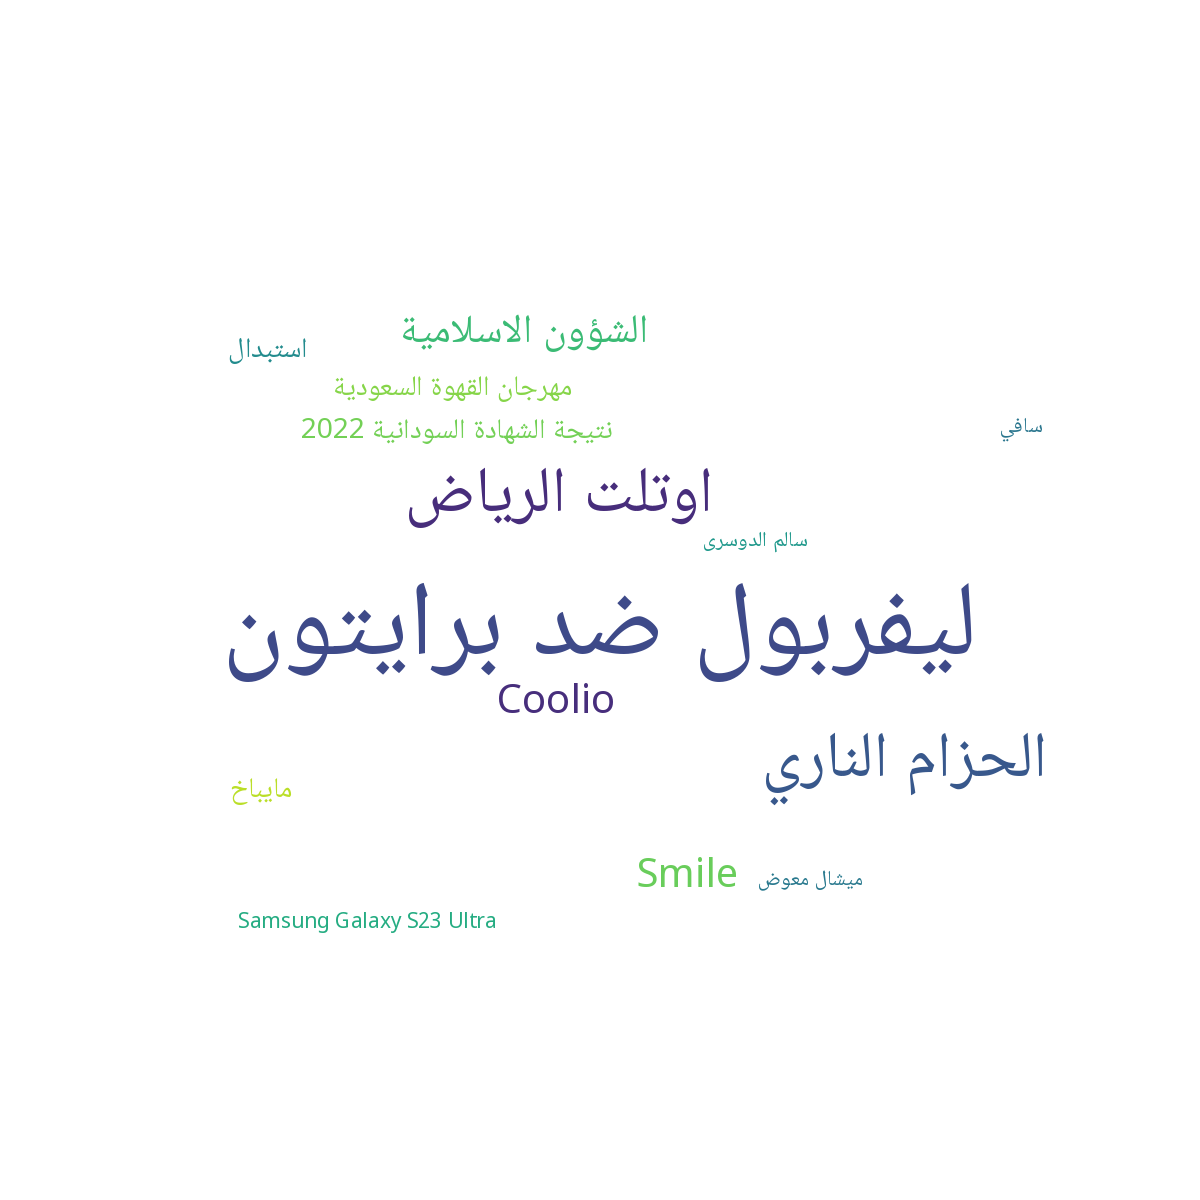 الشؤون الاسلامية
استبدال
مهرجان القهوة السعودية
نتيجة الشهادة السودانية 2022
سافي
اوتلت الرياض
سالم الدوسرى
ليفربول ضد برايتون
Coolio
الحزام الناري
مايباخ
Smile
ميشال معوض
Samsung Galaxy S23 Ultra